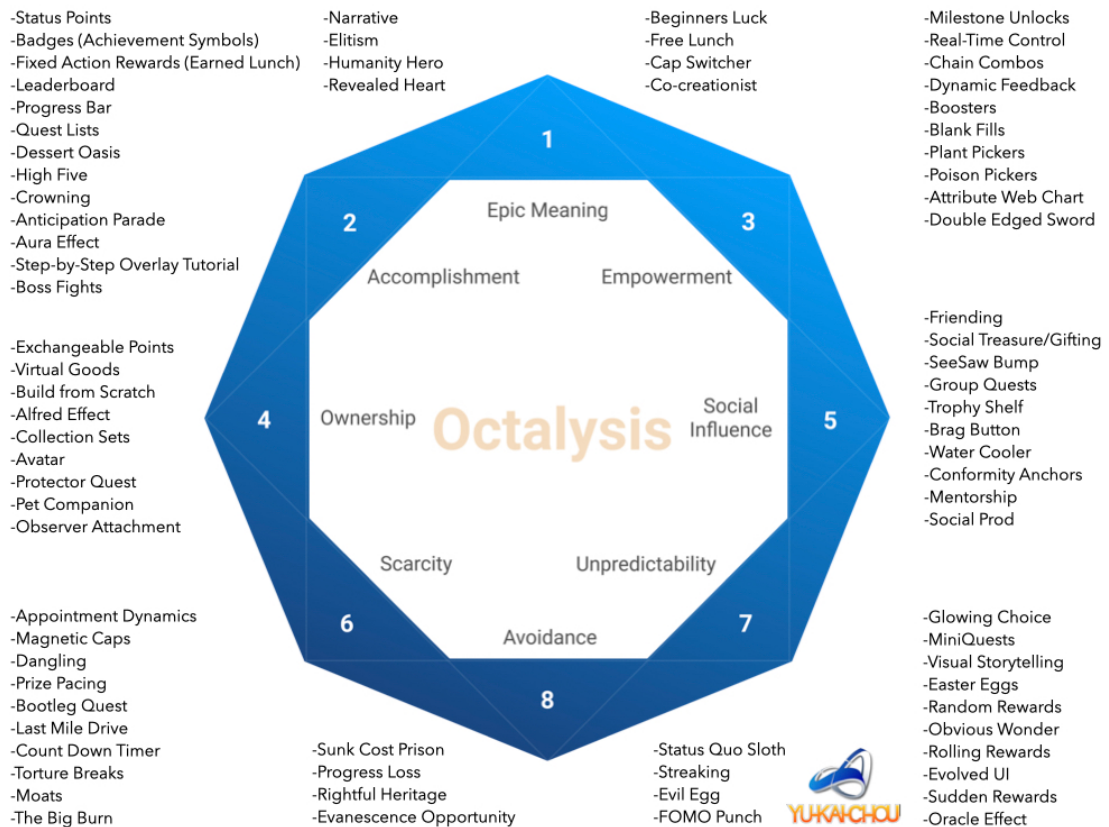 -Status Points
-Badges (Achievement Symbols)
-Fixed Action Rewards (Earned Lunch)
-Leaderboard
-Progress Bar
-Quest Lists
-Dessert Oasis
-High Five
-Crowning
-Anticipation Parade
-Aura Effect
-Step-by-Step Overlay Tutorial
-Boss Fights
-Narrative
-Elitism
-Humanity Hero
-Revealed Heart
-Beginners Luck
-Free Lunch
-Cap Switcher
-Co-creationist
-Milestone Unlocks
-Real-Time Control
-Chain Combos
-Dynamic Feedback
-Boosters
-Blank Fills
-Plant Pickers
-Poison Pickers
-Attribute Web Chart
-Double Edged Sword
1
Epic Meaning
2
Accomplishment
3
Empowerment
-Exchangeable Points
-Virtual Goods
-Build from Scratch
-Alfred Effect
-Collection Sets
-Avatar
-Protector Quest
-Pet Companion
-Observer Attachment
4
Ownership
Octalysis
Social
Influence
5
-Friending
-Social Treasure/Gifting
-SeeSaw Bump
-Group Quests
-Trophy Shelf
-Brag Button
-Water Cooler
-Conformity Anchors
-Mentorship
-Social Prod
Scarcity
6
Unpredictability
7
Avoidance
8
-Appointment Dynamics
-Magnetic Caps
-Dangling
-Prize Pacing
-Bootleg Quest
-Last Mile Drive
-Count Down Timer
-Torture Breaks
-Moats
-The Big Burn
-Sunk Cost Prison
-Progress Loss
-Rightful Heritage
-Evanescence Opportunity
-Status Quo Sloth
-Streaking
-Evil Egg
-FOMO Punch
YU-KAI-CHOU
-Glowing Choice
-MiniQuests
-Visual Storytelling
-Easter Eggs
-Random Rewards
-Obvious Wonder
-Rolling Rewards
-Evolved UI
-Sudden Rewards
-Oracle Effect